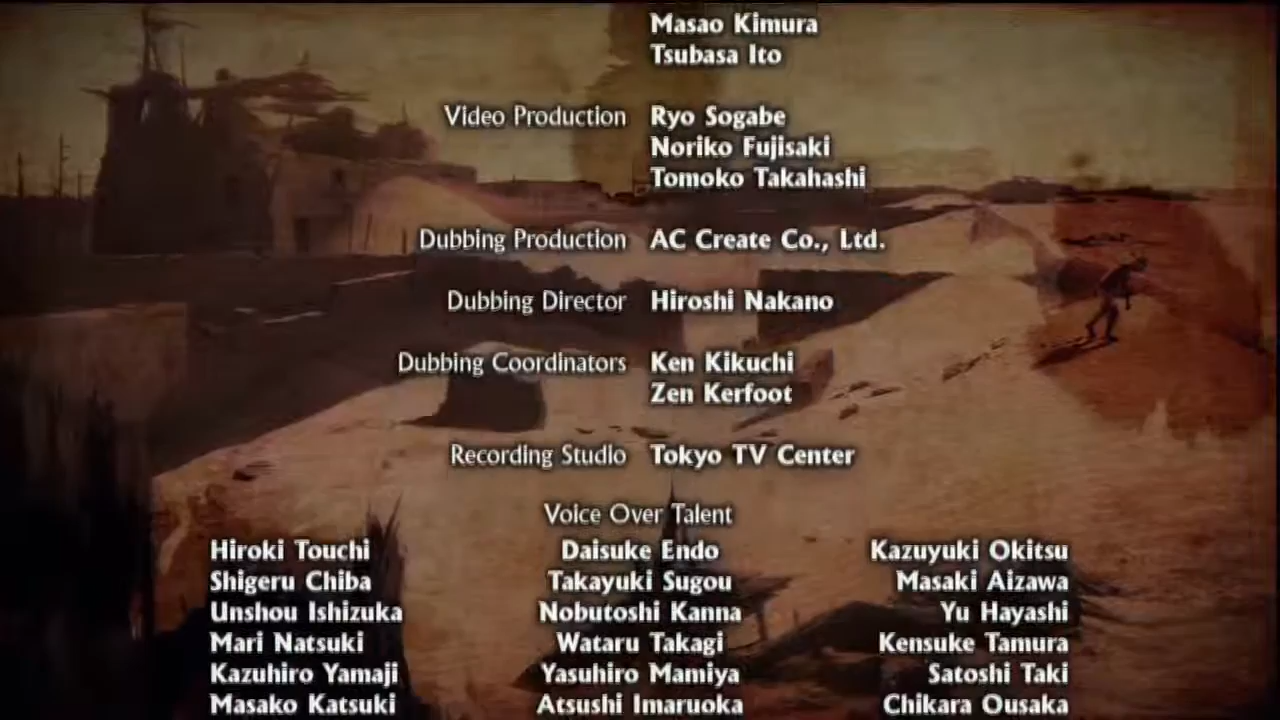 Masao Kimura
Tsubasa Ito
Video Production Ryo Sogabe
Noriko Fujisaki
Tomoko Takahashi
Dubbing Production AC Create Co., Ltd.
Dubbing Director Hiroshi Nakano
Dubbing Coordinators Ken Kikuchi
Zen Kerfoot
Recording Studio Tokyo TV Center
Voice Over Talent
Hiroki Touchi Daisuke Endo Kazuyuki Okitsu
Shigeru Chiba Takayuki Sugou Masaki Aizawa
Unshou Ishizuka Nobutoshi Kanna Yu Hayashi
Mari Natsuki Wataru Takagi Kensuke Tamura
Kazuhiro Yamaji Yasuhiro Mamiya Satoshi Taki
Masako Katsuki Atsushi Imaruoka Chikara Ousaka